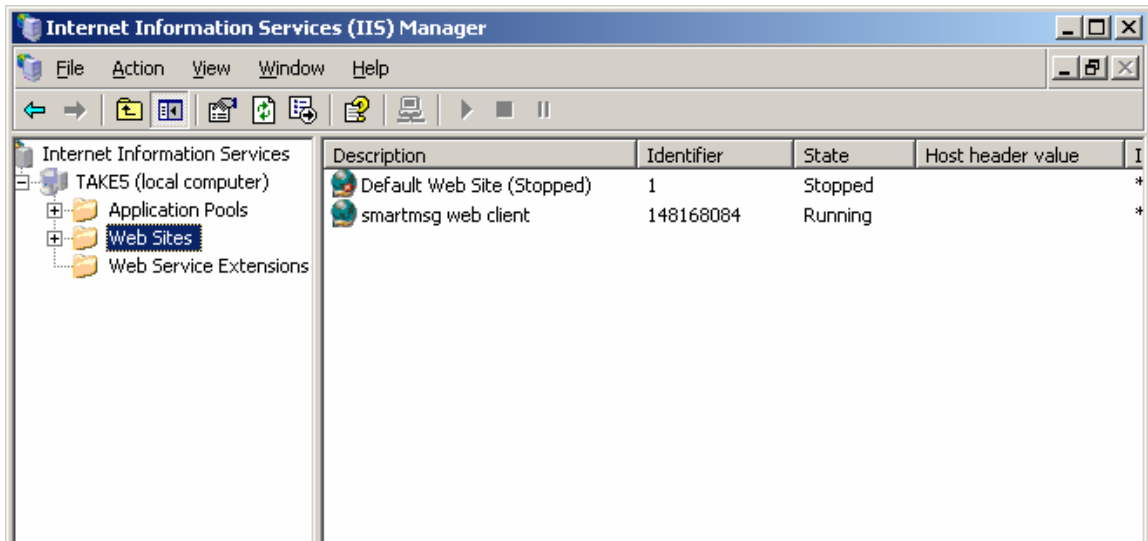 Internet Information Services (IIS) Manager
File Action View Window Help
Internet Information Services
TAKE5 (local computer)
Application Pools
Web Sites
Web Service Extensions
Description Identifier State Host header value I
Default Web Site (Stopped) 1 Stopped *
smartmsg web client 148168084 Running *